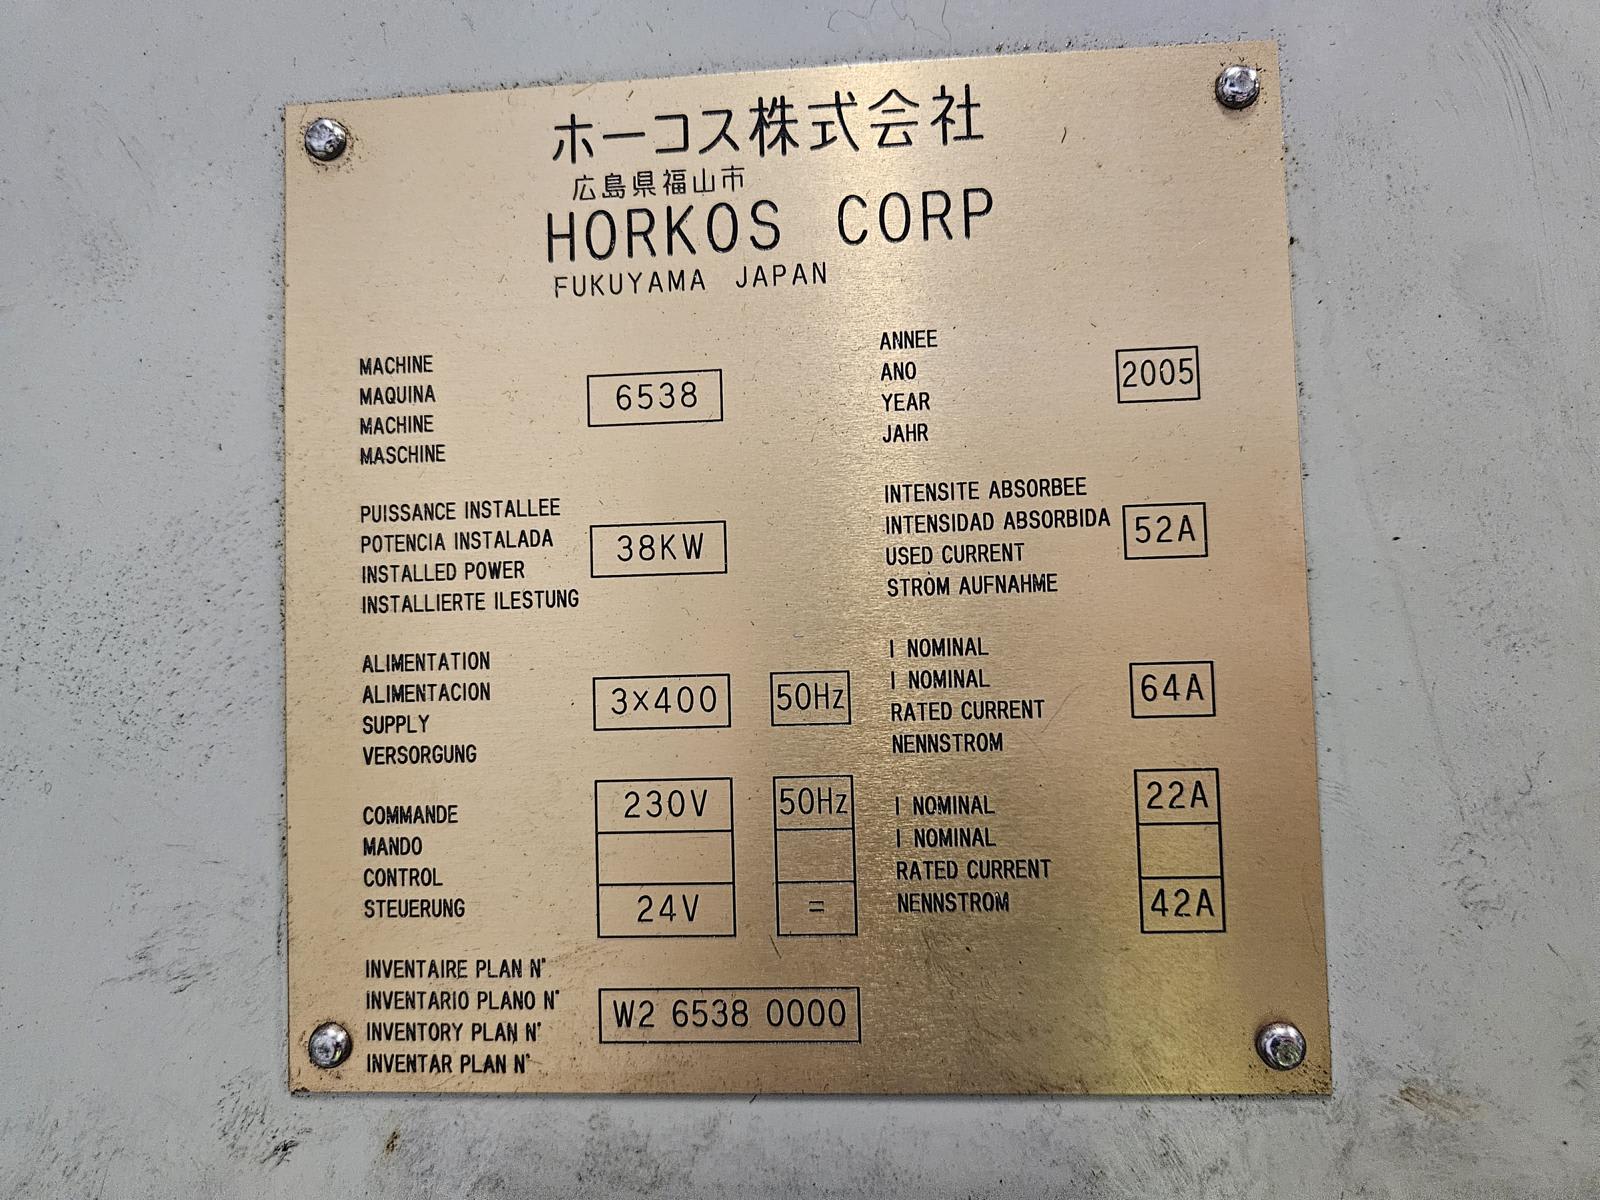 ホーコス株式会社
広島県福山市
HORKOS CORP
FUKUYAMA JAPAN
MACHINE
MAQUINA
MACHINE
MASCHINE
6538
ANNEE
ANO
YEAR
JAHR
2005
PUISSANCE INSTALLEE
POTENCIA INSTALADA
INSTALLED POWER
INSTALLIERTE ILESTUNG
38KW
INTENSITE ABSORBEE
INTENSIDAD ABSORBIDA
USED CURRENT
STROM AUFNAHME
52A
ALIMENTATION
ALIMENTACION
SUPPLY
VERSORGUNG
3×400 50Hz
I NOMINAL
I NOMINAL
RATED CURRENT
NENNSTROM
64A
COMMANDE
MANDO
CONTROL
STEUERUNG
230V 50Hz
24V =
I NOMINAL
I NOMINAL
RATED CURRENT
NENNSTROM
22A
42A
INVENTAIRE PLAN N°
INVENTARIO PLANO N°
INVENTORY PLAN N°
INVENTAR PLAN N°
W2 6538 0000